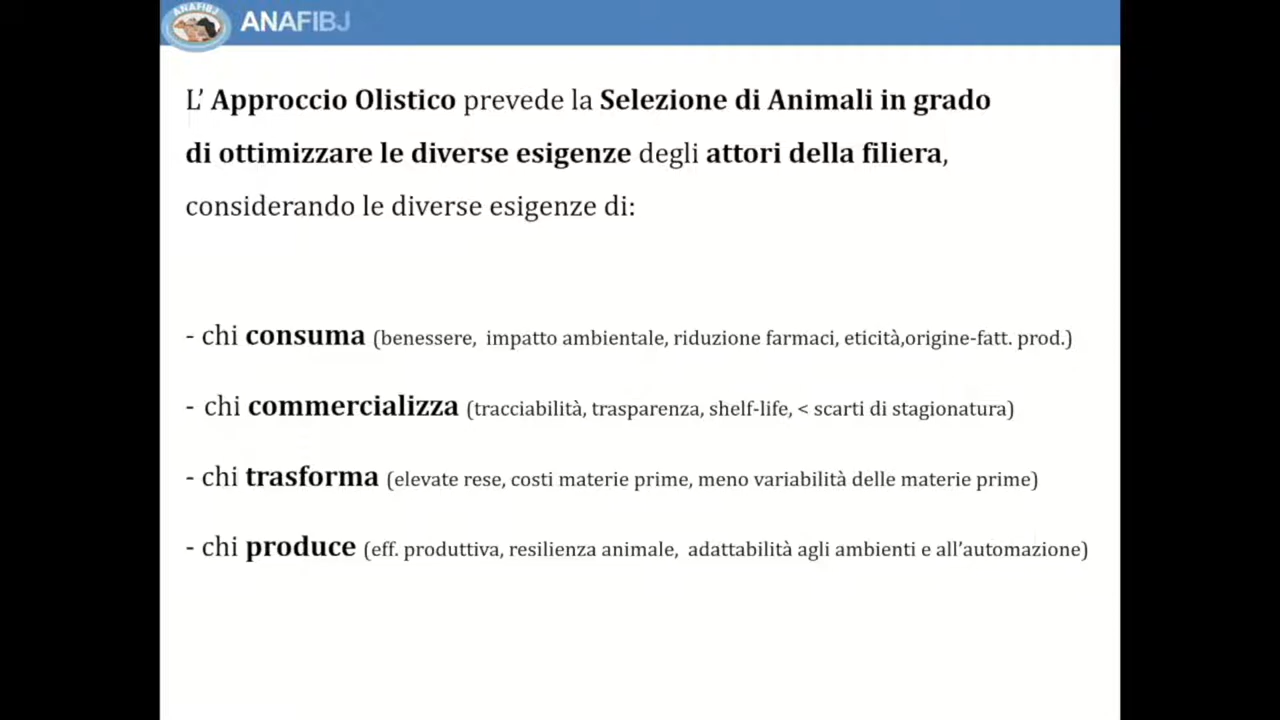 ANAFIBJ
ANAFIBJ
L’ Approccio Olistico prevede la Selezione di Animali in grado
di ottimizzare le diverse esigenze degli attori della filiera,
considerando le diverse esigenze di:
- chi consuma (benessere, impatto ambientale, riduzione farmaci, eticità,origine-fatt. prod.)
- chi commercializza (tracciabilità, trasparenza, shelf-life, < scarti di stagionatura)
- chi trasforma (elevate rese, costi materie prime, meno variabilità delle materie prime)
- chi produce (eff. produttiva, resilienza animale, adattabilità agli ambienti e all’automazione)